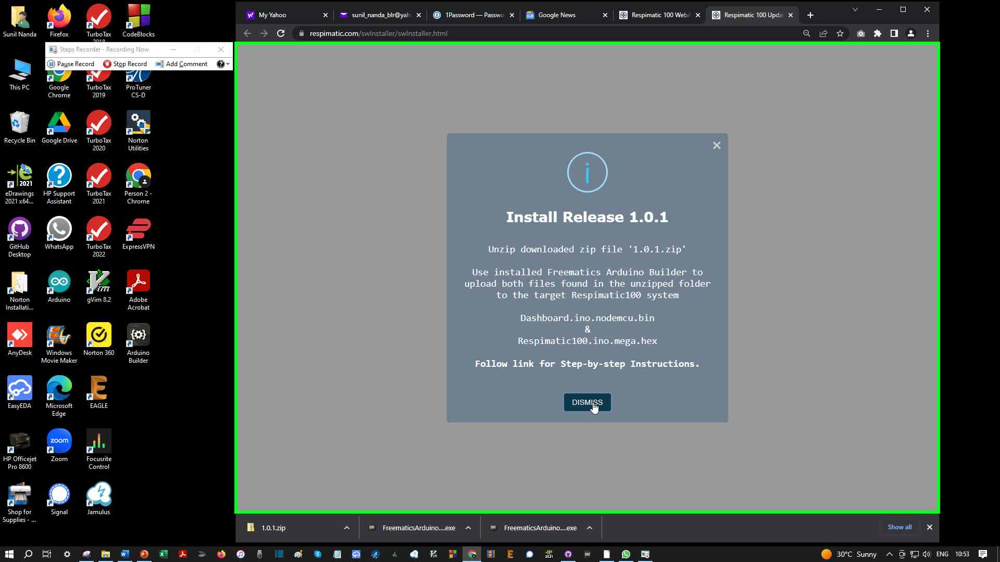 My Yahoo
sunil_nanda_blr@yah
1Password — Passwo
Google News
Respimatic 100 WebA
Respimatic 100 Upda
respimatic.com/swInstaller/swInstaller.html
Sunil Nanda
Firefox
TurboTax
2018
CodeBlocks
Steps Recorder - Recording Now
Pause Record
Stop Record
Add Comment
This PC
Google
Chrome
TurboTax
2019
ProTuner
CS-D
Recycle Bin
Google Drive
TurboTax
2020
Norton
Utilities
2021
eDrawings
2021 x64...
HP Support
Assistant
TurboTax
2021
Person 2 -
Chrome
GitHub
Desktop
WhatsApp
TurboTax
2022
ExpressVPN
Norton
Installati...
Arduino
gVim 8.2
Adobe
Acrobat
AnyDesk
Windows
Movie Maker
Norton 360
Arduino
Builder
EasyEDA
Microsoft
Edge
EAGLE
HP Officejet
Pro 8600
zoom
Zoom
Focusrite
Control
Shop for
Supplies - ...
Signal
Jamulus
Install Release 1.0.1
Unzip downloaded zip file '1.0.1.zip'
Use installed Freematics Arduino Builder to
upload both files found in the unzipped folder
to the target Respimatic100 system
Dashboard.ino.nodemcu.bin
&
Respimatic100.ino.mega.hex
Follow link for Step-by-step Instructions.
DISMISS
1.0.1.zip
FreematicsArduino....exe
FreematicsArduino....exe
Show all
30°C Sunny
ENG
10:53